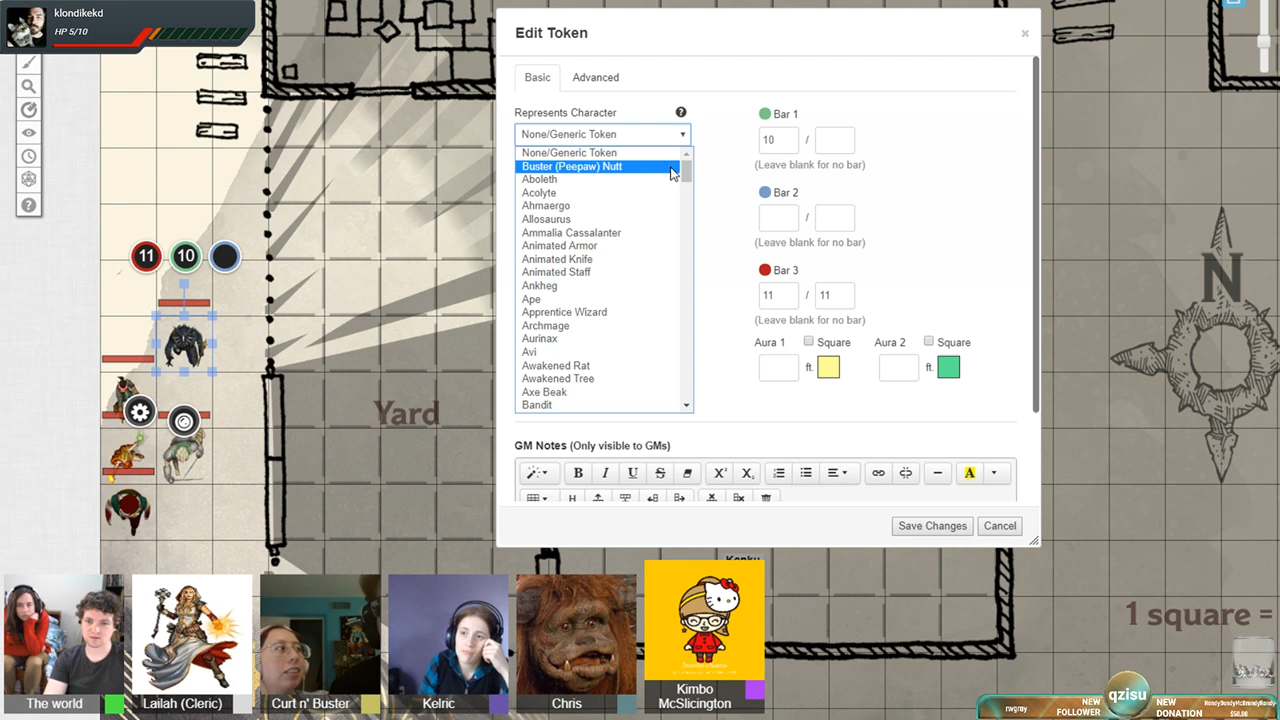 klondikekd
HP 5/10
Edit Token
×
Basic
Advanced
Represents Character
?
None/Generic Token
None/Generic Token
Buster (Peepaw) Nutt
Aboleth
Acolyte
Ahmaergo
Allosaurus
Ammalia Cassalanter
Animated Armor
Animated Knife
Animated Staff
Ankheg
Ape
Apprentice Wizard
Archmage
Aurinax
Avi
Awakened Rat
Awakened Tree
Axe Beak
Bandit
Bar 1
10 /
(Leave blank for no bar)
Bar 2
/
(Leave blank for no bar)
Bar 3
11 / 11
(Leave blank for no bar)
Aura 1 Square Aura 2 Square
ft. ft.
GM Notes (Only visible to GMs)
B I U S X² X₂ A
H
Save Changes
Cancel
11 10
Yard
N
1 square =
The world
Lailah (Cleric)
Curt n' Buster
Kelric
Chris
Kimbo
McSlicington
rwgray
NEW
FOLLOWER
qzisu
NEW
DONATION
$50.00